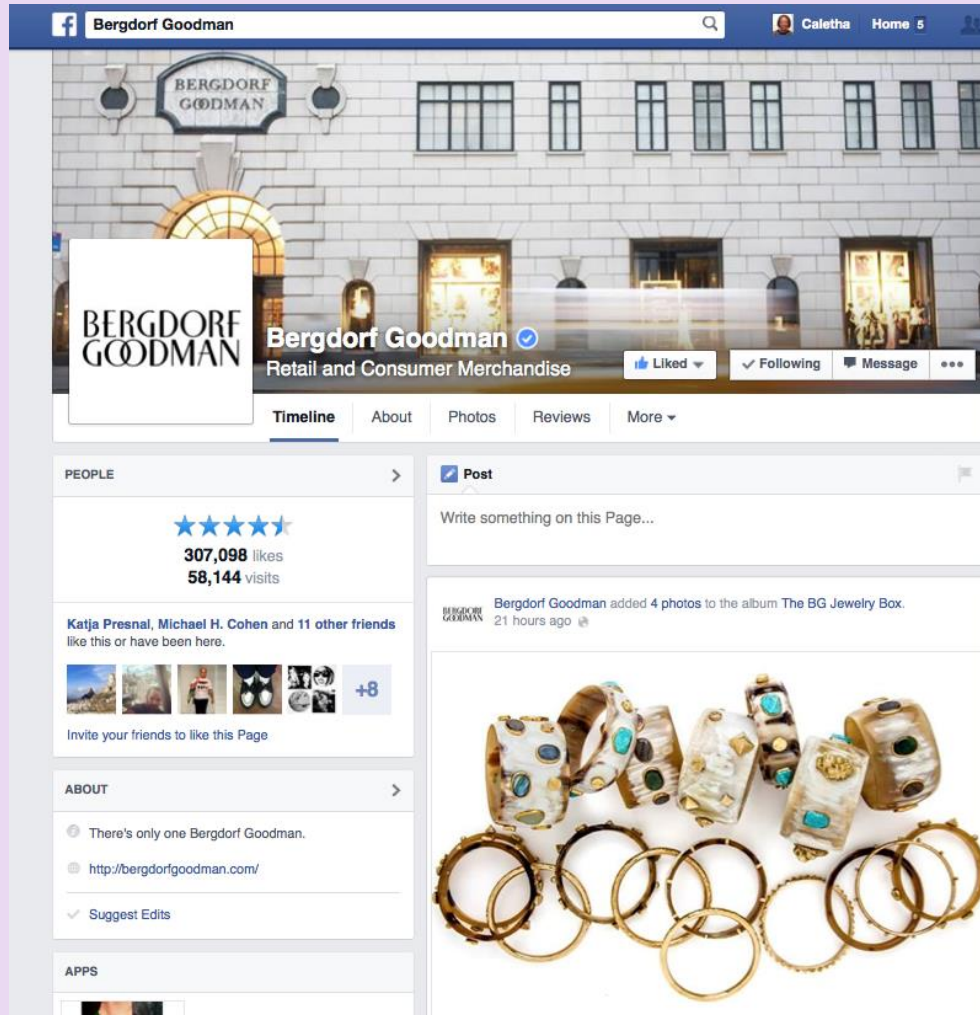 Bergdorf Goodman
Caletha Home 5
BERGDORF
GOODMAN
BERGDORF
GOODMAN
Bergdorf Goodman
Retail and Consumer Merchandise
Liked Following Message
Timeline About Photos Reviews More
PEOPLE
307,098 likes
58,144 visits
Katja Presnal, Michael H. Cohen and 11 other friends
like this or have been here.
+8
Invite your friends to like this Page
ABOUT
There's only one Bergdorf Goodman.
http://bergdorfgoodman.com/
Suggest Edits
APPS
Post
Write something on this Page...
BERGDORF
GOODMAN
Bergdorf Goodman added 4 photos to the album The BG Jewelry Box.
21 hours ago